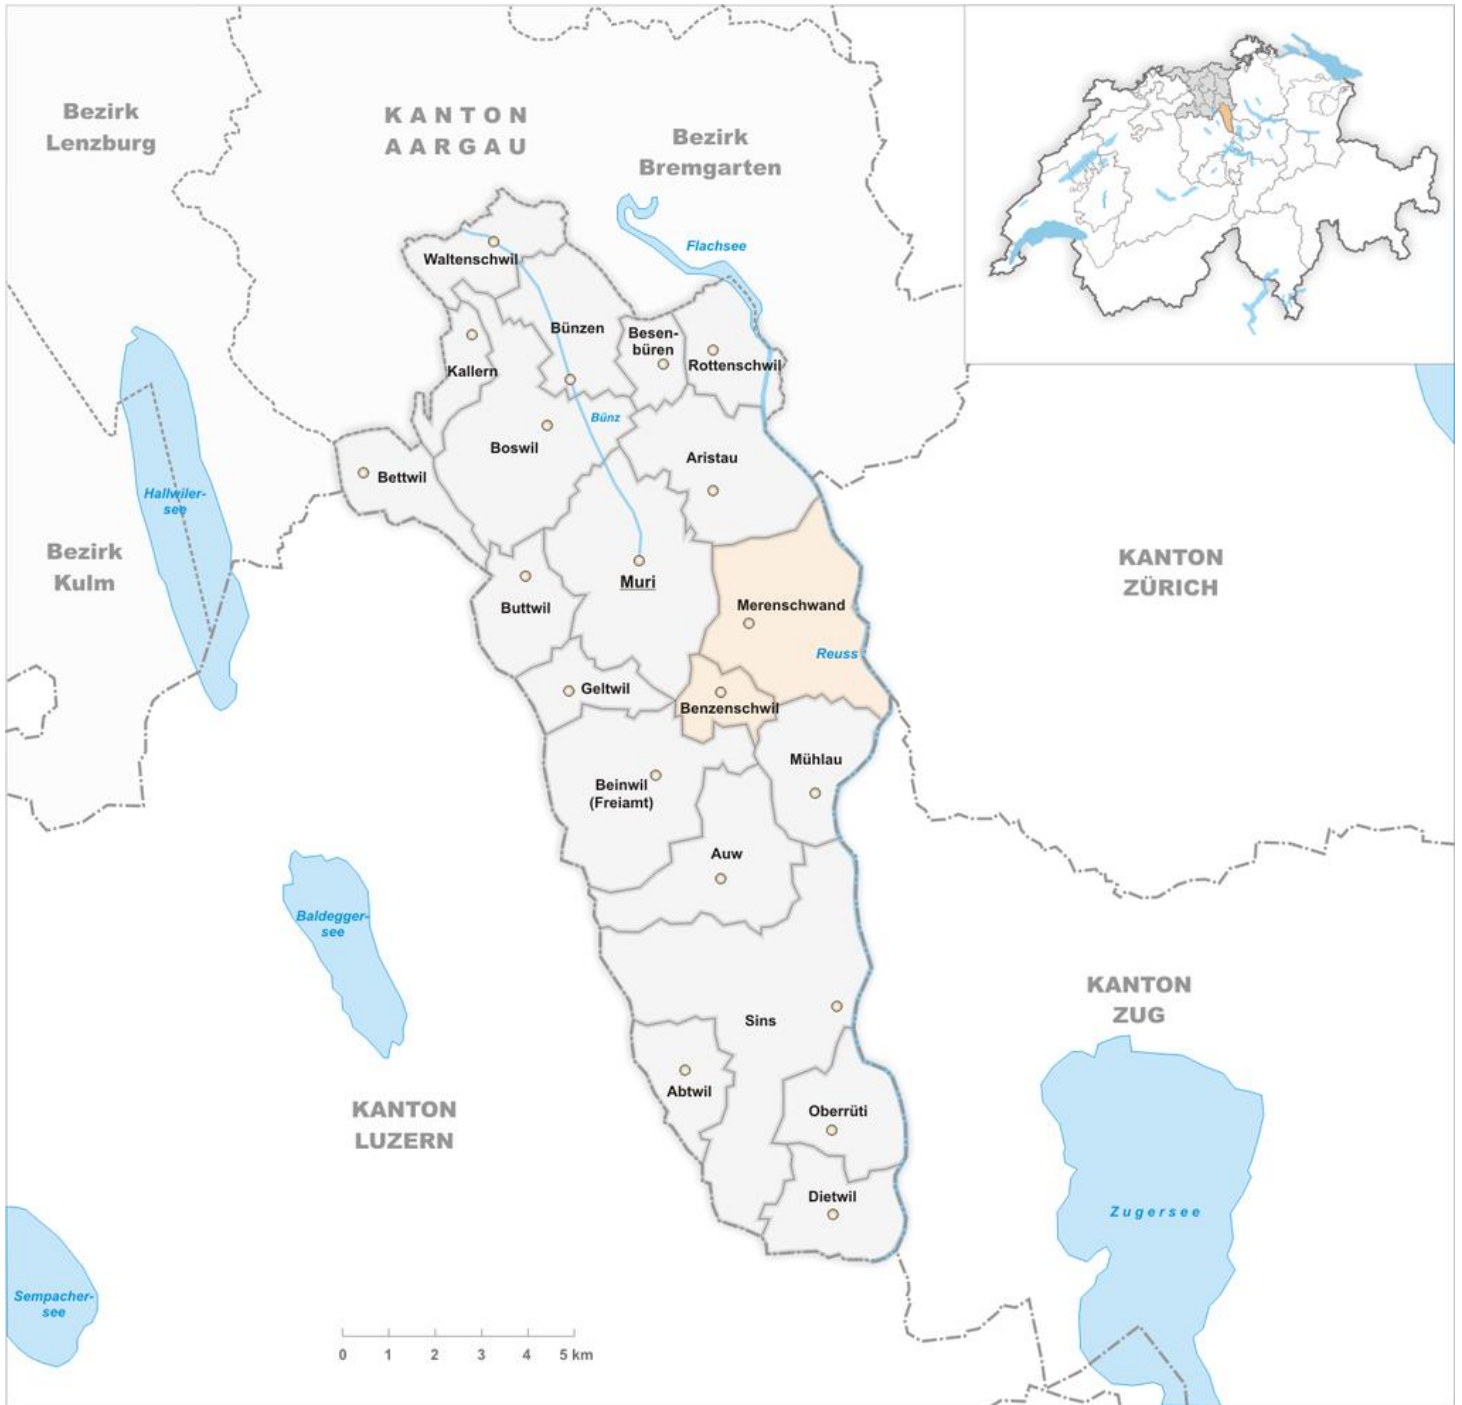 Bezirk
Lenzburg
KANTON
AARGAU
Bezirk
Bremgarten
Flachsee
Waltenschwil
Bünzen
Besen-
büren
Rottenschwil
Kallern
Bünz
Boswil
Aristau
Bettwil
Hallwiler-
see
Bezirk
Kulm
KANTON
ZÜRICH
Muri
Buttwil
Merenschwand
Reuss
Geltwil
Benzenschwil
Mühlau
Beinwil
(Freiamt)
Auw
Baldegger-
see
KANTON
ZUG
Sins
Abtwil
Oberrüti
KANTON
LUZERN
Dietwil
Zugersee
Sempacher-
see
0 1 2 3 4 5 km